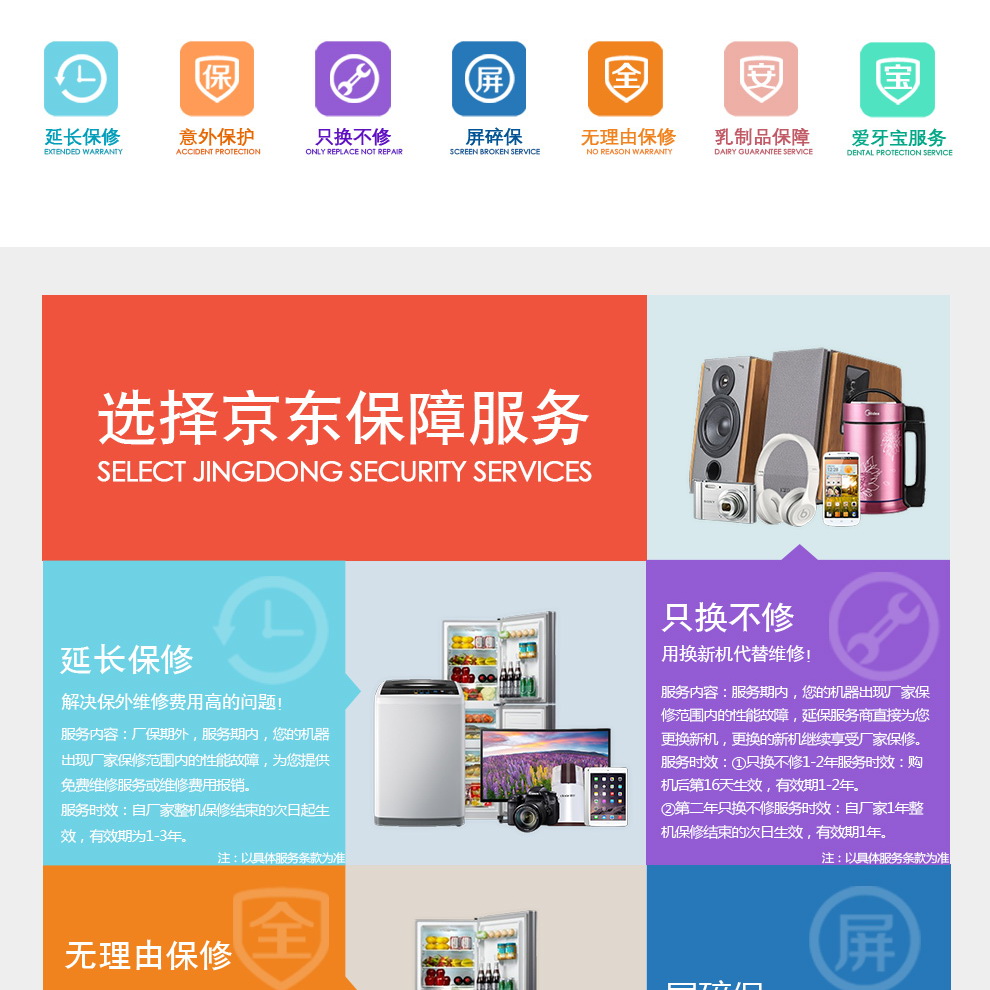 保
屏
全
安
宝
延长保修
EXTENDED WARRANTY
意外保护
ACCIDENT PROTECTION
只换不修
ONLY REPLACE NOT REPAIR
屏碎保
SCREEN BROKEN SERVICE
无理由保修
NO REASON WARRANTY
乳制品保障
DAIRY GUARANTEE SERVICE
爱牙宝服务
DENTAL PROTECTION SERVICE
选择京东保障服务
SELECT JINGDONG SECURITY SERVICES
延长保修
解决保外维修费用高的问题!
服务内容：厂保期外，服务期内，您的机器
出现厂家保修范围内的性能故障，为您提供
免费维修服务或维修费用报销。
服务时效：自厂家整机保修结束的次日起生
效，有效期为1-3年。
注：以具体服务条款为准
只换不修
用换新机代替维修!
服务内容：服务期内，您的机器出现厂家保
修范围内的性能故障，延保服务商直接为您
更换新机，更换的新机继续享受厂家保修。
服务时效：①只换不修1-2年服务时效：购
机后第16天生效，有效期1-2年。
②第二年只换不修服务时效：自厂家1年整
机保修结束的次日生效，有效期1年。
注：以具体服务条款为准
全
无理由保修
屏
屏碎保